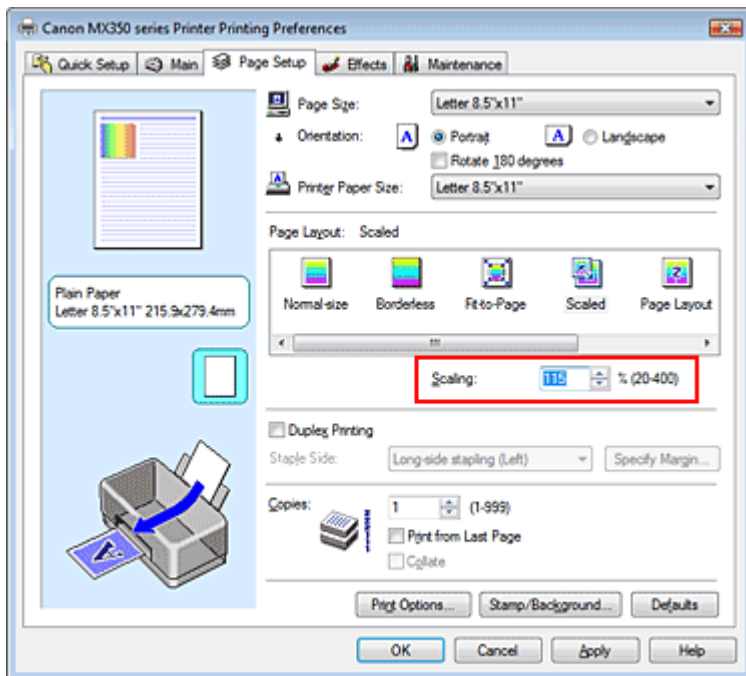 Canon MX350 series Printer Printing Preferences
Quick Setup Main Page Setup Effects Maintenance
Page Size: Letter 8.5"x11"
Orientation: A Portrait A Landscape
Rotate 180 degrees
Printer Paper Size: Letter 8.5"x11"
Page Layout: Scaled
Normal-size Borderless Fit-to-Page Scaled Page Layout
Plain Paper
Letter 8.5"x11" 215.9x279.4mm
Scaling: 115 % (20-400)
Duplex Printing
Staple Side: Long-side stapling (Left) Specify Margin...
Copies: 1 (1-999)
Print from Last Page
Collate
Print Options... Stamp/Background... Defaults
OK Cancel Apply Help